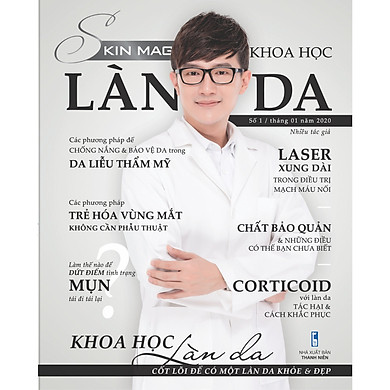 SKIN MAG
KHOA HỌC
LÀN DA
Số 1 / tháng 01 năm 2020
Nhiều tác giả
Các phương pháp để
CHỐNG NẮNG & BẢO VỆ DA trong
DA LIỄU THẨM MỸ
LASER
XUNG DÀI
TRONG ĐIỀU TRỊ
MẠCH MÁU NỔI
Các phương pháp
TRẺ HÓA VÙNG MẮT
KHÔNG CẦN PHẪU THUẬT
CHẤT BẢO QUẢN
& NHỮNG ĐIỀU
CÓ THỂ BẠN CHƯA BIẾT
?
Làm thế nào để
DỨT ĐIỂM tình trạng
MỤN
tái đi tái lại
CORTICOID
với làn da
TÁC HẠI &
CÁCH KHẮC PHỤC
KHOA HỌC Làn da
CỐT LÕI ĐỂ CÓ MỘT LÀN DA KHỎE & ĐẸP
NHÀ XUẤT BẢN
THANH NIÊN